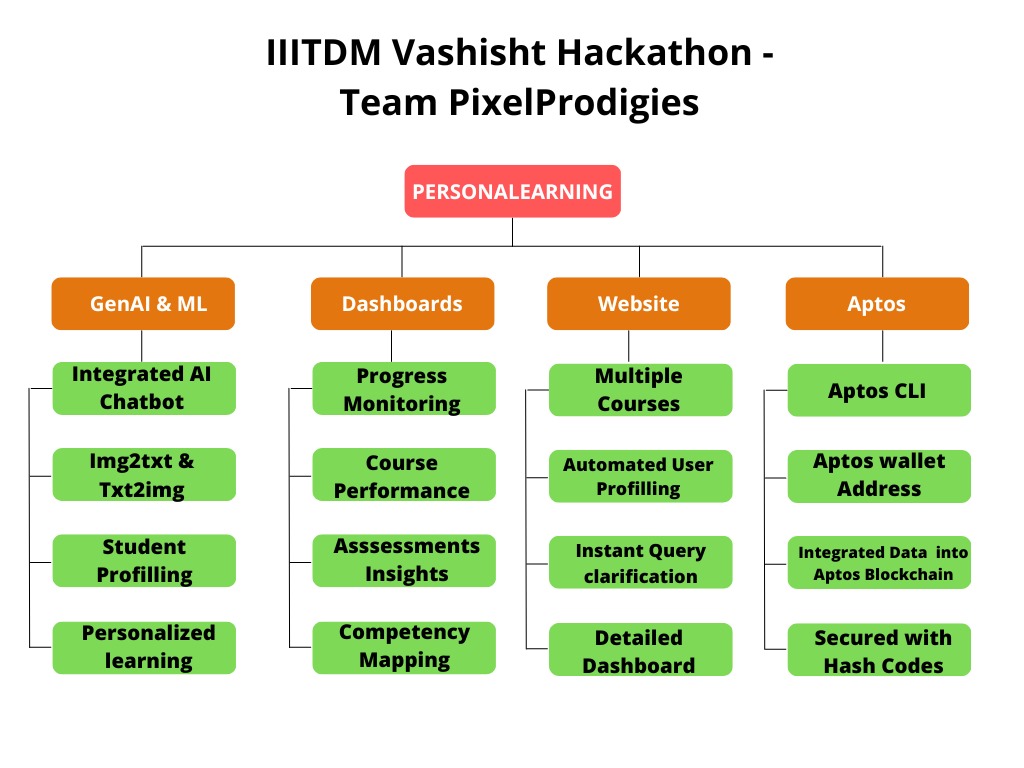 IIITDM Vashisht Hackathon -
Team PixelProdigies
PERSONALEARNING
GenAI & ML
Dashboards
Website
Aptos
Integrated AI
Chatbot
Img2txt &
Txt2img
Student
Profilling
Personalized
learning
Progress
Monitoring
Course
Performance
Asssessments
Insights
Competency
Mapping
Multiple
Courses
Automated User
Profilling
Instant Query
clarification
Detailed
Dashboard
Aptos CLI
Aptos wallet
Address
Integrated Data into
Aptos Blockchain
Secured with
Hash Codes